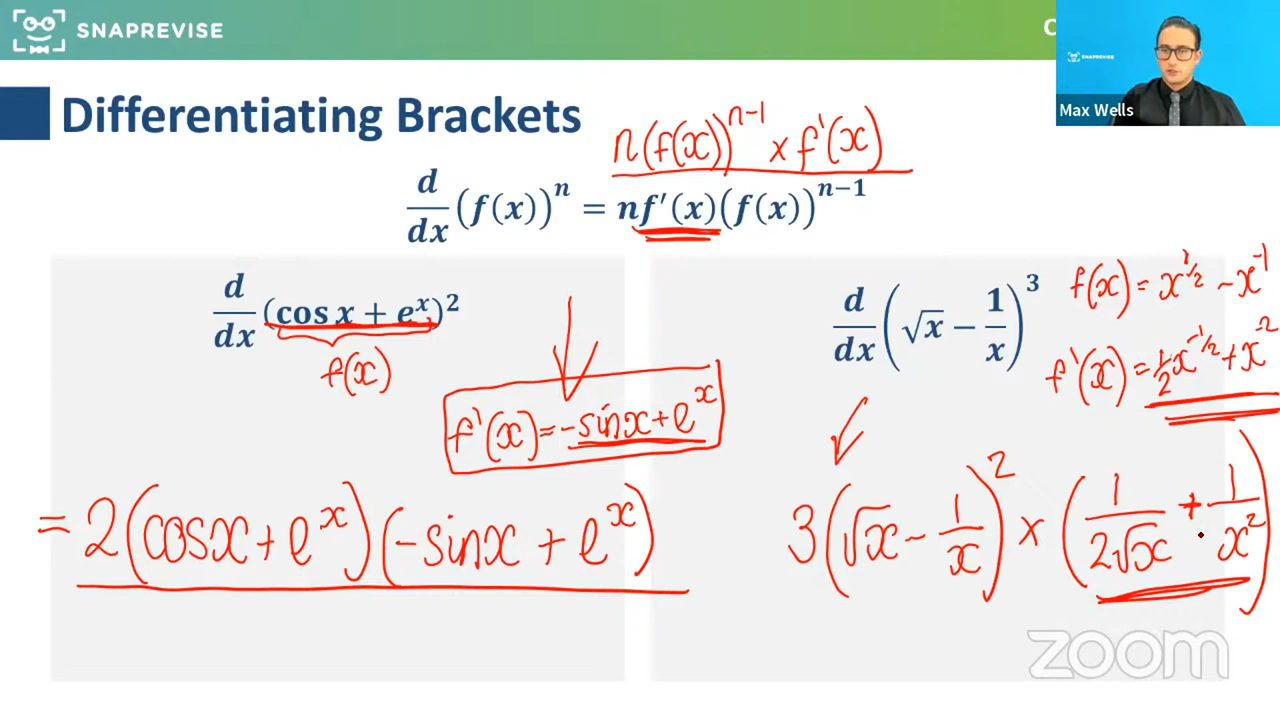 SNAPREVISE
C
SNAPREVISE
Max Wells
Differentiating Brackets
n(f(x))^{n-1} × f'(x)
d/dx (f(x))^n = nf'(x)(f(x))^{n−1}
d/dx (cos x + e^x)^2
f(x)
f'(x) = -sinx + e^x
= 2(cosx + e^x)(-sinx + e^x)
d/dx (√x − 1/x)^3
f(x) = x^{1/2} - x^{-1}
f'(x) = 1/2 x^{-1/2} + x^{-2}
3(√x - 1/x)^2 × (1/2√x + 1/x^2)
zoom